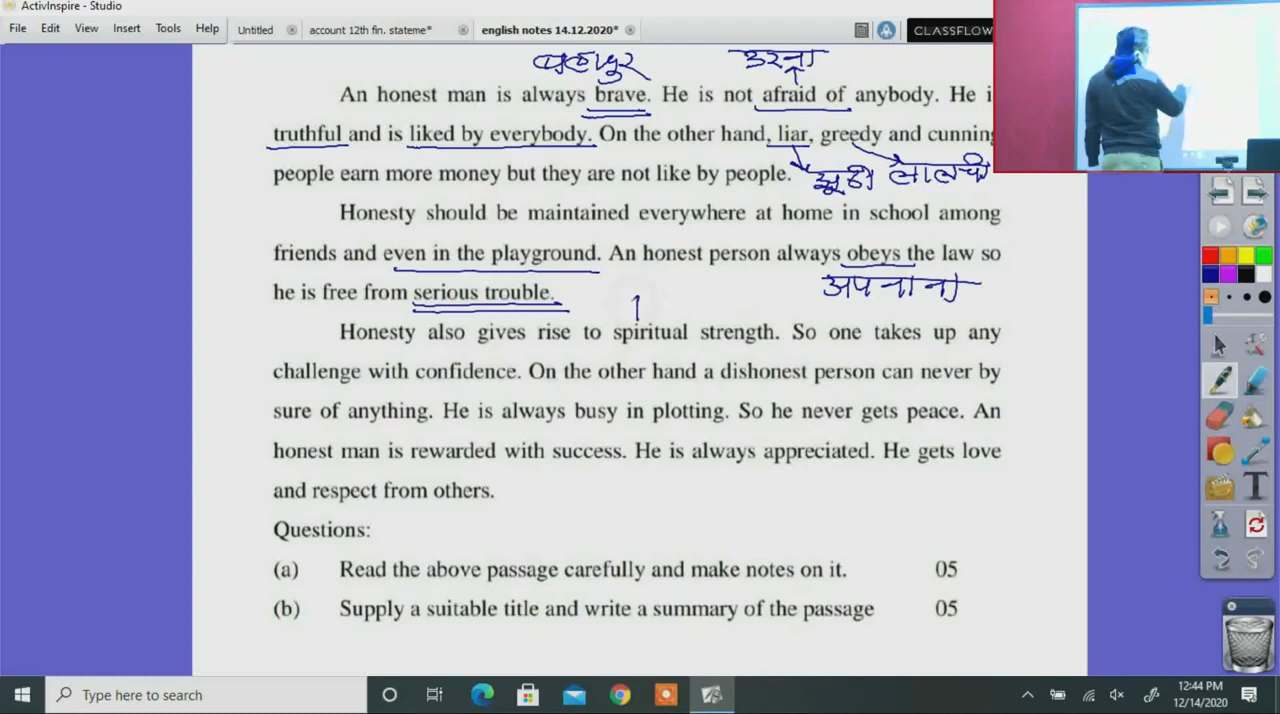 ActivInspire - Studio
File Edit View Insert Tools Help Untitled account 12th fin. stateme* english notes 14.12.2020* CLASSFLOW
बहादुर डरना
An honest man is always brave. He is not afraid of anybody. He i
truthful and is liked by everybody. On the other hand, liar, greedy and cunning
people earn more money but they are not like by people. झूठी लालची
Honesty should be maintained everywhere at home in school among
friends and even in the playground. An honest person always obeys the law so
he is free from serious trouble. अपनाना
Honesty also gives rise to spiritual strength. So one takes up any
challenge with confidence. On the other hand a dishonest person can never by
sure of anything. He is always busy in plotting. So he never gets peace. An
honest man is rewarded with success. He is always appreciated. He gets love
and respect from others.
Questions:
(a) Read the above passage carefully and make notes on it. 05
(b) Supply a suitable title and write a summary of the passage 05
Type here to search
12:44 PM
12/14/2020